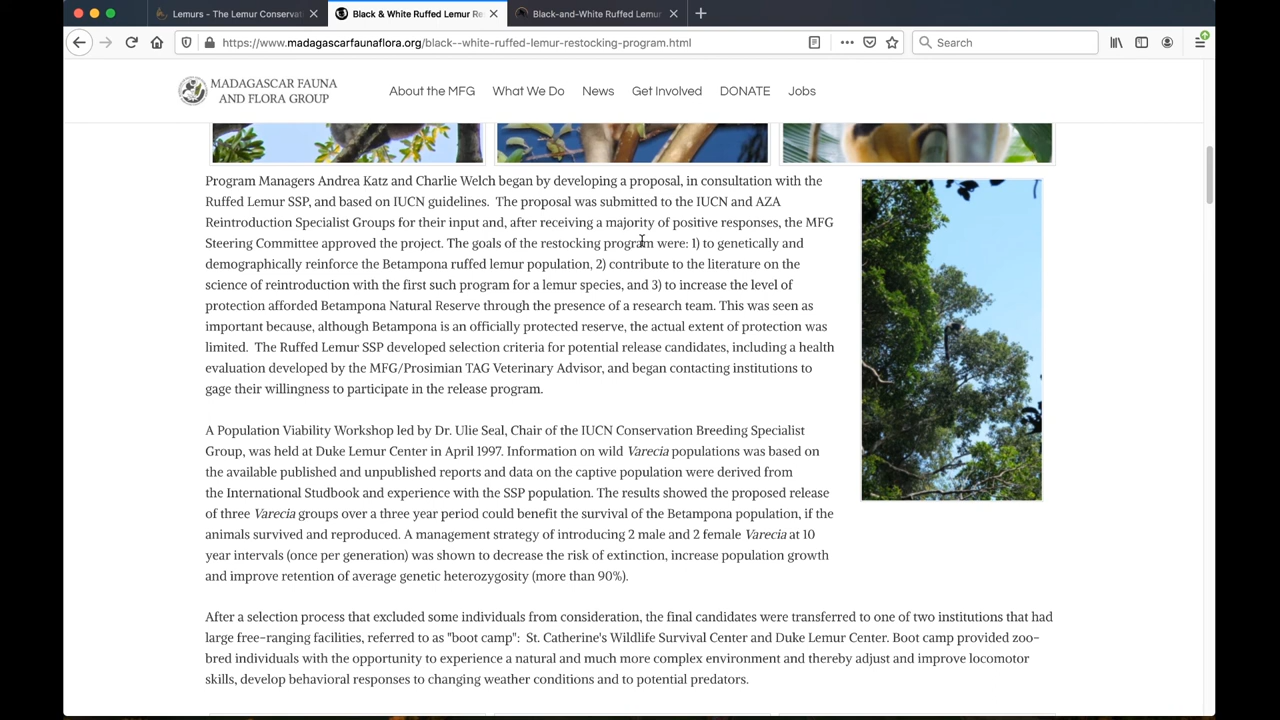 Lemurs - The Lemur Conservat
Black & White Ruffed Lemur Re
Black-and-White Ruffed Lemur
https://www.madagascarfaunaflora.org/black--white-ruffed-lemur-restocking-program.html
Search
MADAGASCAR FAUNA
AND FLORA GROUP
About the MFG What We Do News Get Involved DONATE Jobs
Program Managers Andrea Katz and Charlie Welch began by developing a proposal, in consultation with the
Ruffed Lemur SSP, and based on IUCN guidelines. The proposal was submitted to the IUCN and AZA
Reintroduction Specialist Groups for their input and, after receiving a majority of positive responses, the MFG
Steering Committee approved the project. The goals of the restocking program were: 1) to genetically and
demographically reinforce the Betampona ruffed lemur population, 2) contribute to the literature on the
science of reintroduction with the first such program for a lemur species, and 3) to increase the level of
protection afforded Betampona Natural Reserve through the presence of a research team. This was seen as
important because, although Betampona is an officially protected reserve, the actual extent of protection was
limited. The Ruffed Lemur SSP developed selection criteria for potential release candidates, including a health
evaluation developed by the MFG/Prosimian TAG Veterinary Advisor, and began contacting institutions to
gage their willingness to participate in the release program.
A Population Viability Workshop led by Dr. Ulie Seal, Chair of the IUCN Conservation Breeding Specialist
Group, was held at Duke Lemur Center in April 1997. Information on wild Varecia populations was based on
the available published and unpublished reports and data on the captive population were derived from
the International Studbook and experience with the SSP population. The results showed the proposed release
of three Varecia groups over a three year period could benefit the survival of the Betampona population, if the
animals survived and reproduced. A management strategy of introducing 2 male and 2 female Varecia at 10
year intervals (once per generation) was shown to decrease the risk of extinction, increase population growth
and improve retention of average genetic heterozygosity (more than 90%).
After a selection process that excluded some individuals from consideration, the final candidates were transferred to one of two institutions that had
large free-ranging facilities, referred to as "boot camp": St. Catherine's Wildlife Survival Center and Duke Lemur Center. Boot camp provided zoo-
bred individuals with the opportunity to experience a natural and much more complex environment and thereby adjust and improve locomotor
skills, develop behavioral responses to changing weather conditions and to potential predators.